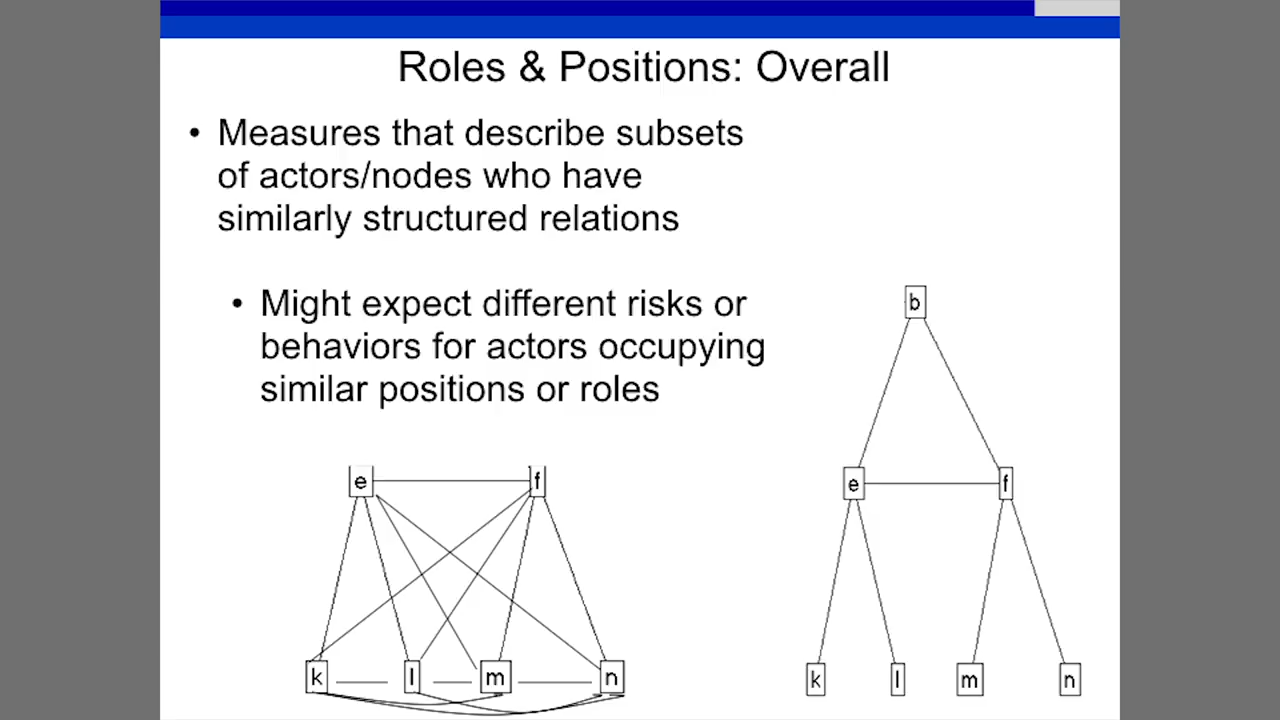 Roles & Positions: Overall
• Measures that describe subsets
of actors/nodes who have
similarly structured relations
• Might expect different risks or
behaviors for actors occupying
similar positions or roles
b
e f
e f
k l m n
k l m n